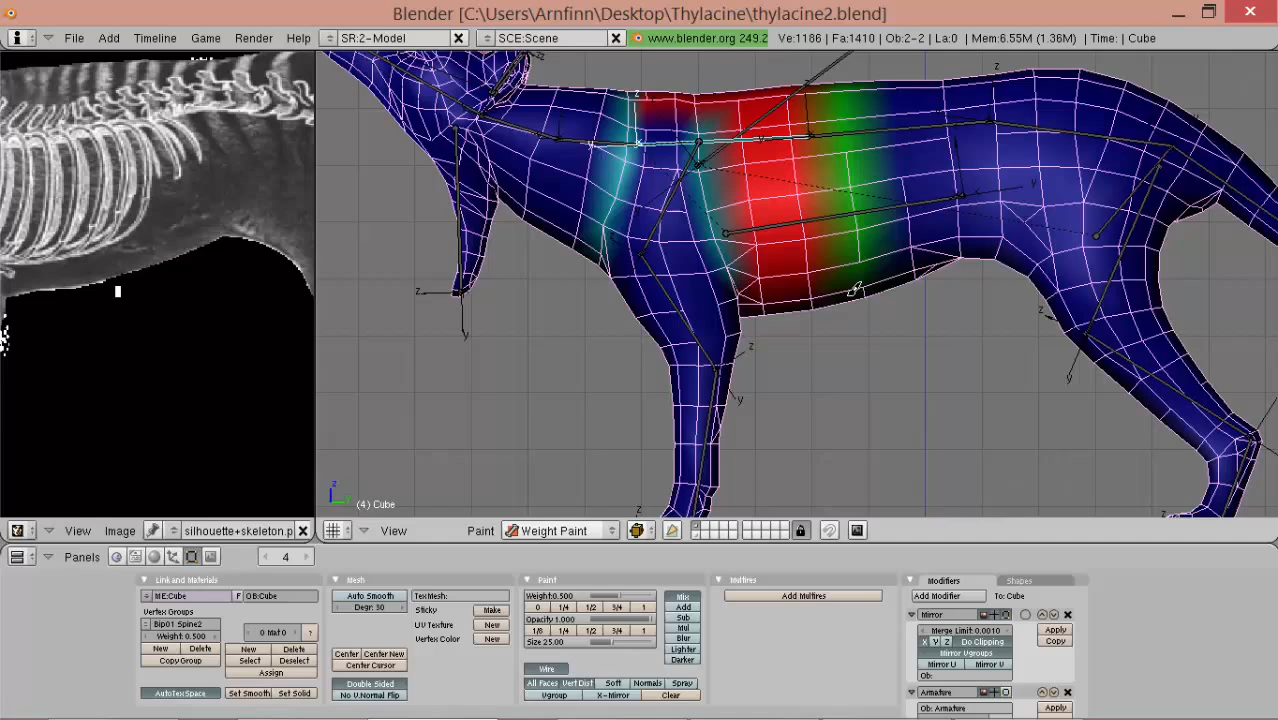 Blender [C:\Users\Arnfinn\Desktop\Thylacine\thylacine2.blend]
File Add Timeline Game Render Help SR:2-Model SCE:Scene www.blender.org 249.2 Ve:1186 | Fa:1410 | Ob:2-2 | La:0 | Mem:6.55M (1.36M) | Time: | Cube
z
z
y
y
z
y
z
z
y
z
y
z
z
z
(4) Cube
View Image silhouette+skeleton.p View Paint Weight Paint
Panels 4
Link and Materials Mesh Paint Multires Modifiers Shapes
ME:Cube F OB:Cube Auto Smooth TexMesh: Weight:0.500 Mix Add Multires Add Modifier To: Cube
Vertex Groups Degr: 30 Sticky Make 0 1/4 1/2 3/4 1 Add Mirror
Bip01 Spine2 UV Texture New Opacity 1.000 Sub Merge Limit: 0.0010 Apply
Weight: 0.500 0 Mat 0 ? Vertex Color New 1/8 1/4 1/2 3/4 1 Mul X Y Z Do Clipping Copy
New Delete New Delete Size 25.00 Blur Mirror Vgroups
Copy Group Select Deselect Center Center New Lighter Mirror U Mirror V
Assign Center Cursor Wire Darker Ob:
AutoTexSpace Set Smooth Set Solid Double Sided All Faces Vert Dist Soft Normals Spray Armature
No V.Normal Flip Vgroup X-Mirror Clear Ob: Armature Apply